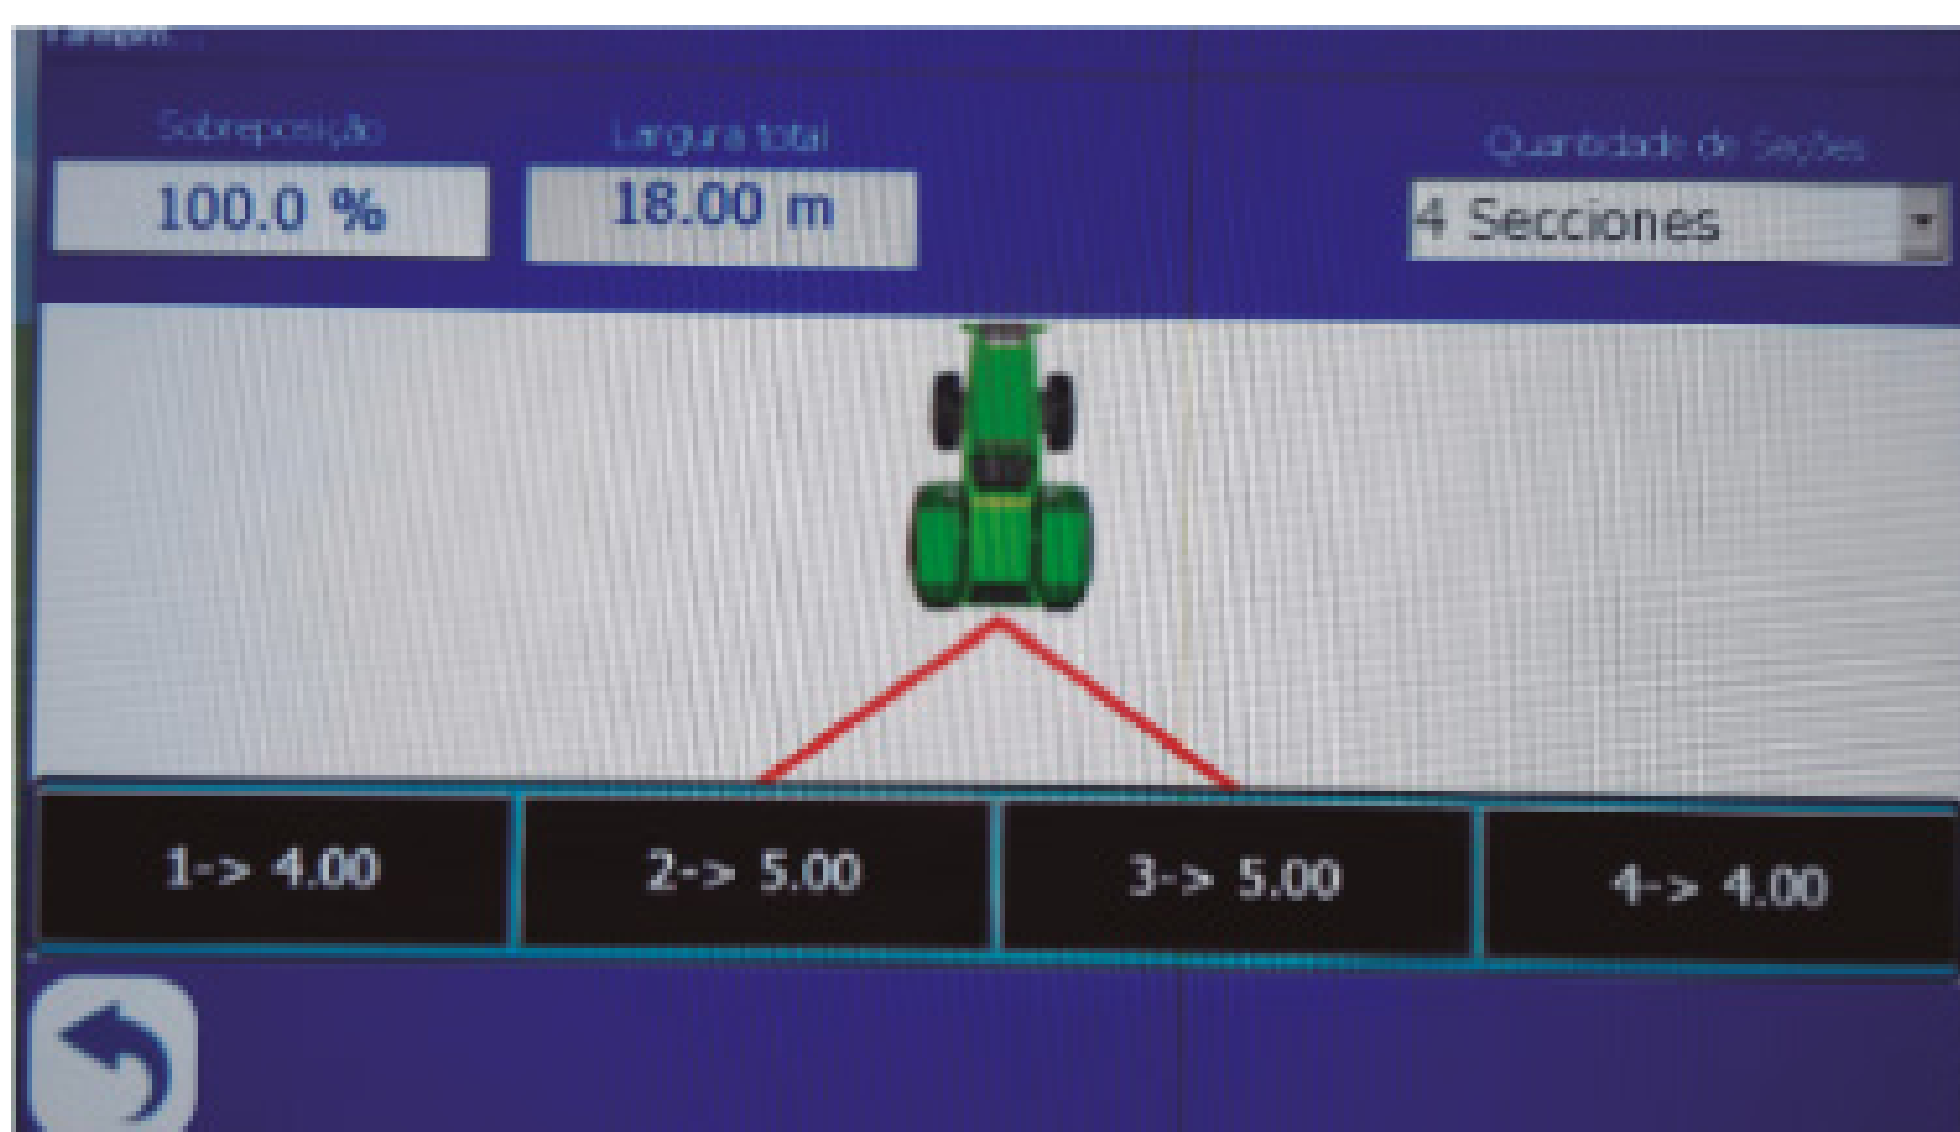 Sobreposição
Largura total
Quantidade de Seções
100.0 %
18.00 m
4 Secciones
1-> 4.00
2-> 5.00
3-> 5.00
4-> 4.00